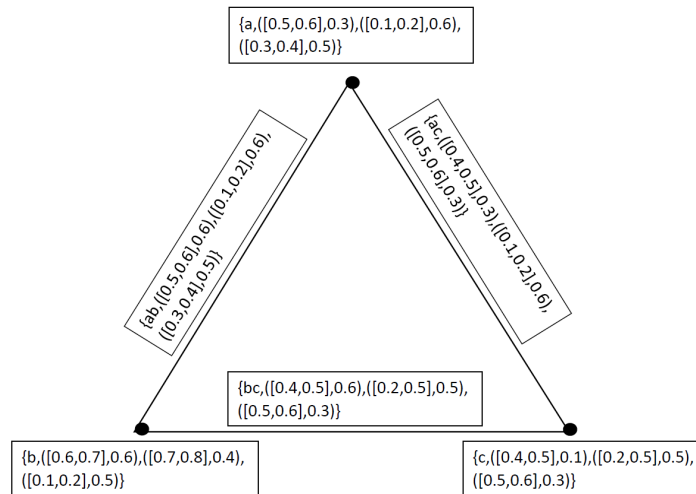 {a,([0.5,0.6],0.3),([0.1,0.2],0.6),
([0.3,0.4],0.5)}
{ab,([0.5,0.6],0.6),([0.1,0.2],0.6),
([0.3,0.4],0.5)}
{ac,([0.4,0.5],0.3),([0.1,0.2],0.6),
([0.5,0.6],0.3)}
{bc,([0.4,0.5],0.6),([0.2,0.5],0.5),
([0.5,0.6],0.3)}
{b,([0.6,0.7],0.6),([0.7,0.8],0.4),
([0.1,0.2],0.5)}
{c,([0.4,0.5],0.1),([0.2,0.5],0.5),
([0.5,0.6],0.3)}